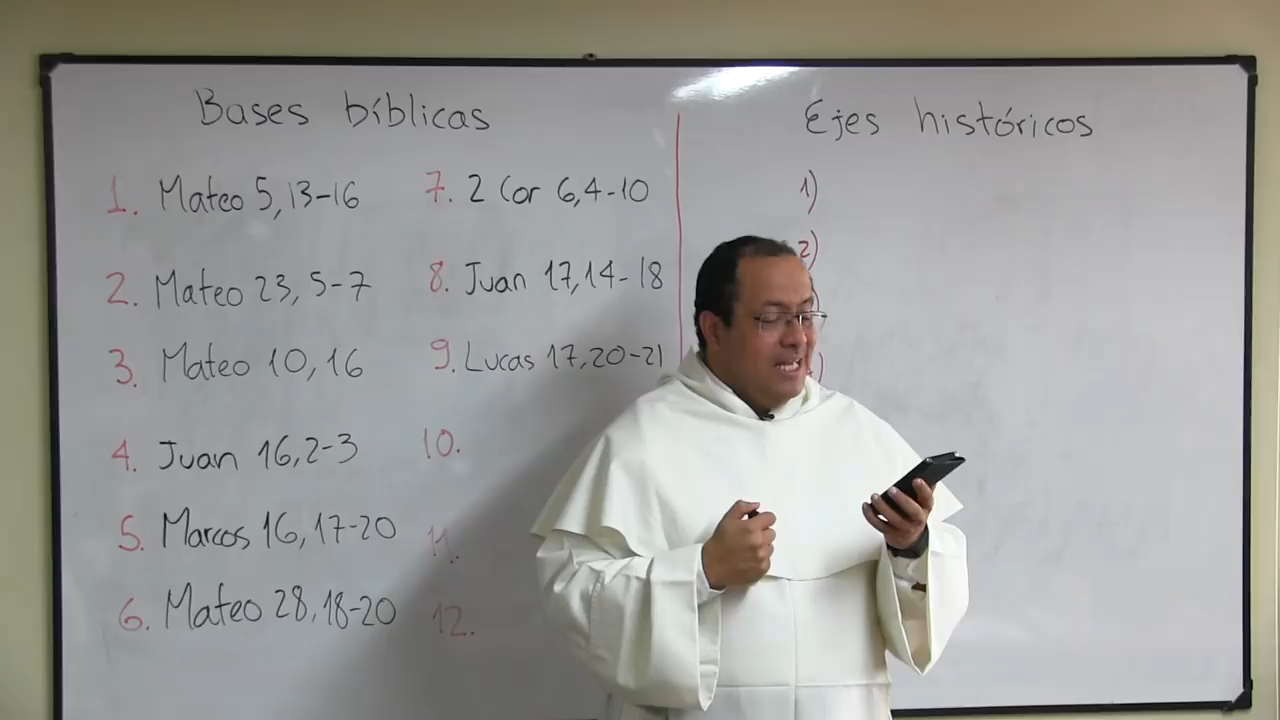 Bases bíblicas
1. Mateo 5,13-16
2. Mateo 23, 5-7
3. Mateo 10, 16
4. Juan 16,2-3
5. Marcos 16, 17-20
6. Mateo 28,18-20
7. 2 Cor 6,4-10
8. Juan 17,14-18
9. Lucas 17,20-21
10.
11.
12.
Ejes históricos
1)
2)